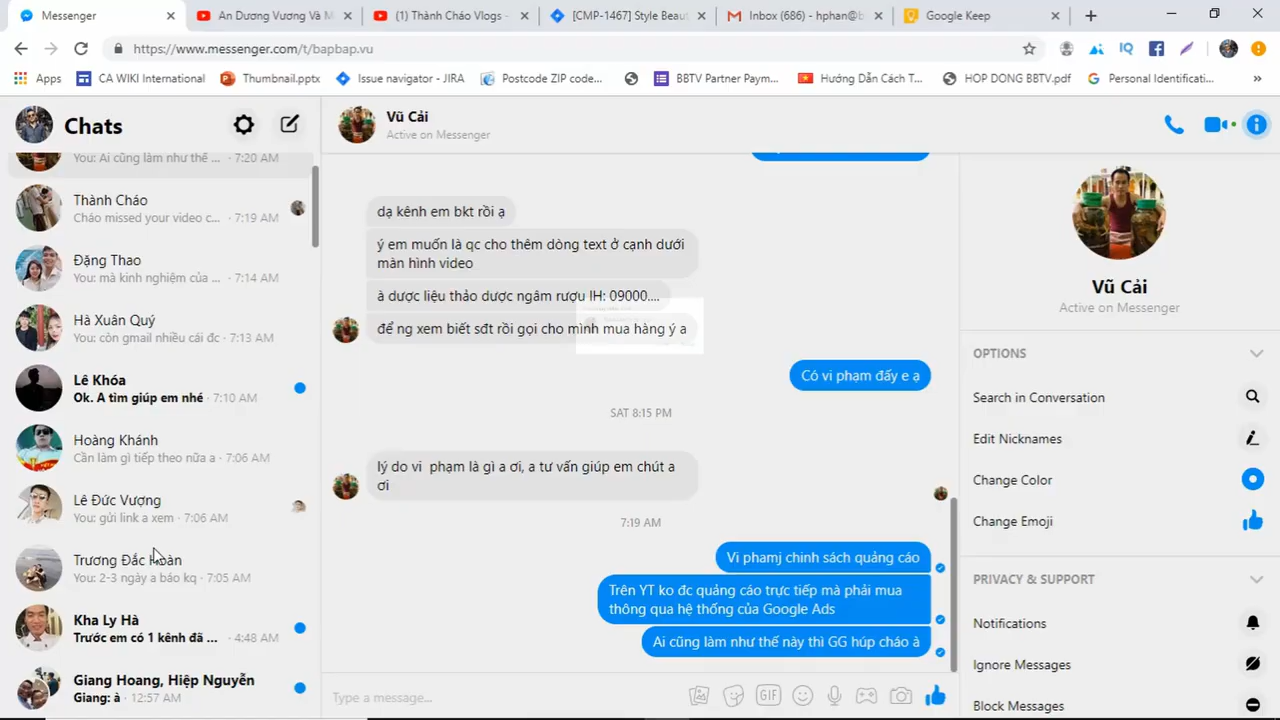 Messenger
An Dương Vương Và M
(1) Thành Cháo Vlogs -
[CMP-1467] Style Beau
Inbox (686) - hphan@b
Google Keep
https://www.messenger.com/t/bapbap.vu
Apps
CA WIKI International
Thumbnail.pptx
Issue navigator - JIRA
Postcode ZIP code...
BBTV Partner Paym...
Hướng Dẫn Cách T...
HOP DONG BBTV.pdf
Personal Identificati...
Chats
You: Ai cũng làm như thế ... · 7:20 AM
Thành Cháo
Cháo missed your video c... · 7:19 AM
Đặng Thao
You: mà kinh nghiệm của ... · 7:14 AM
Hà Xuân Quý
You: còn gmail nhiều cái đc · 7:13 AM
Lê Khóa
Ok. A tìm giúp em nhé · 7:10 AM
Hoàng Khánh
Cần làm gì tiếp theo nữa a · 7:06 AM
Lê Đức Vượng
You: gửi link a xem · 7:06 AM
Trương Đắc Hoàn
You: 2-3 ngày a báo kq · 7:05 AM
Kha Ly Hà
Trước em có 1 kênh đã ... · 4:48 AM
Giang Hoang, Hiệp Nguyễn
Giang: à · 12:57 AM
Vũ Cải
Active on Messenger
dạ kênh em bkt rồi ạ
ý em muốn là qc cho thêm dòng text ở cạnh dưới
màn hình video
à dược liệu thảo dược ngâm rượu lH: 09000....
để ng xem biết sđt rồi gọi cho mình mua hàng ý a
Có vi phạm đấy e ạ
SAT 8:15 PM
lý do vi phạm là gì a ơi, a tư vấn giúp em chút a
ơi
7:19 AM
Vi phamj chinh sách quảng cáo
Trên YT ko đc quảng cáo trực tiếp mà phải mua
thông qua hệ thống của Google Ads
Ai cũng làm như thế này thì GG húp cháo à
Type a message...
GIF
Vũ Cải
Active on Messenger
OPTIONS
Search in Conversation
Edit Nicknames
Change Color
Change Emoji
PRIVACY & SUPPORT
Notifications
Ignore Messages
Block Messages